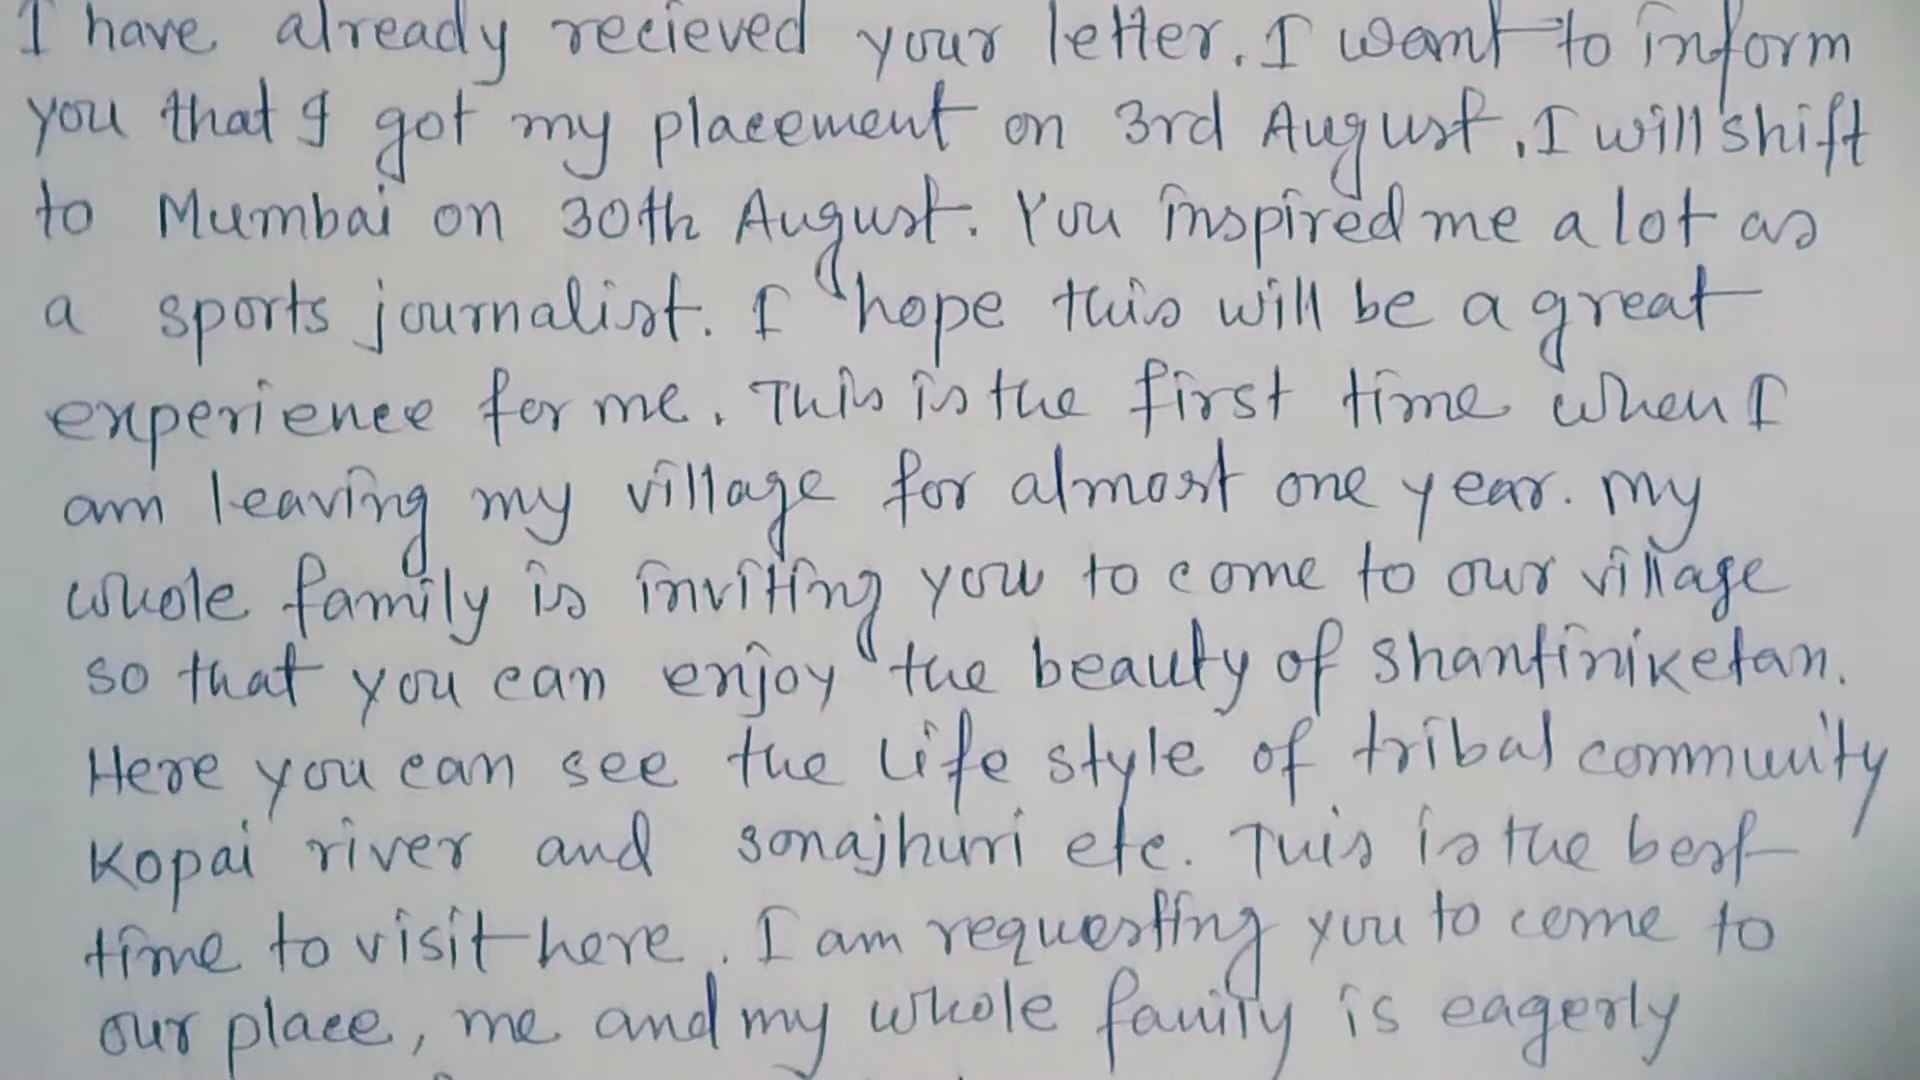 I have already recieved your letter. I want to inform
you that I got my placement on 3rd August. I will shift
to Mumbai on 30th August. You inspired me a lot as
a sports journalist. I hope this will be a great
experience for me. This is the first time when I
am leaving my village for almost one year. My
whole family is inviting you to come to our village
so that you can enjoy the beauty of Shantiniketan.
Here you can see the life style of tribal community
Kopai river and sonajhuri etc. This is the best
time to visit here. I am requesting you to come to
our place, me and my whole family is eagerly